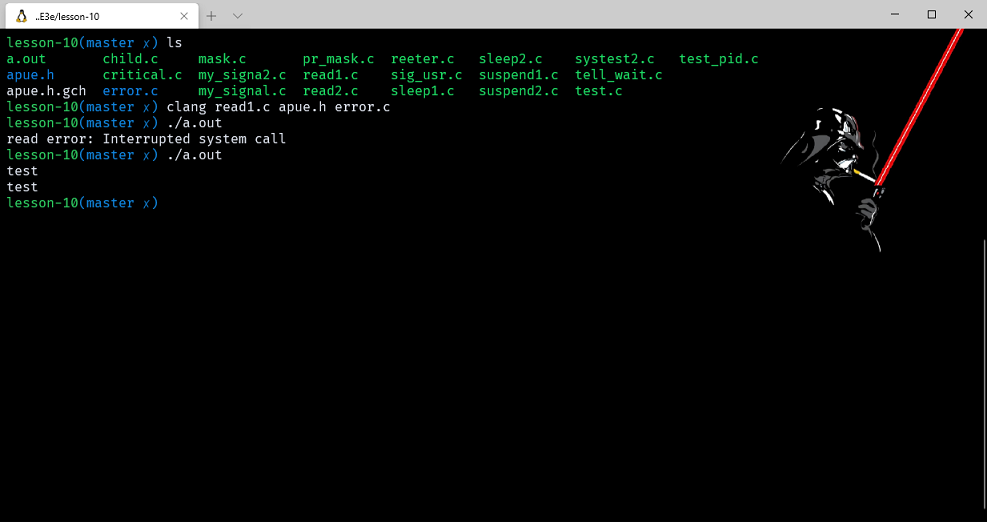 ..E3e/lesson-10
lesson-10(master ✗) ls
a.out child.c mask.c pr_mask.c reeter.c sleep2.c systest2.c test_pid.c
apue.h critical.c my_signa2.c read1.c sig_usr.c suspend1.c tell_wait.c
apue.h.gch error.c my_signal.c read2.c sleep1.c suspend2.c test.c
lesson-10(master ✗) clang read1.c apue.h error.c
lesson-10(master ✗) ./a.out
read error: Interrupted system call
lesson-10(master ✗) ./a.out
test
test
lesson-10(master ✗)